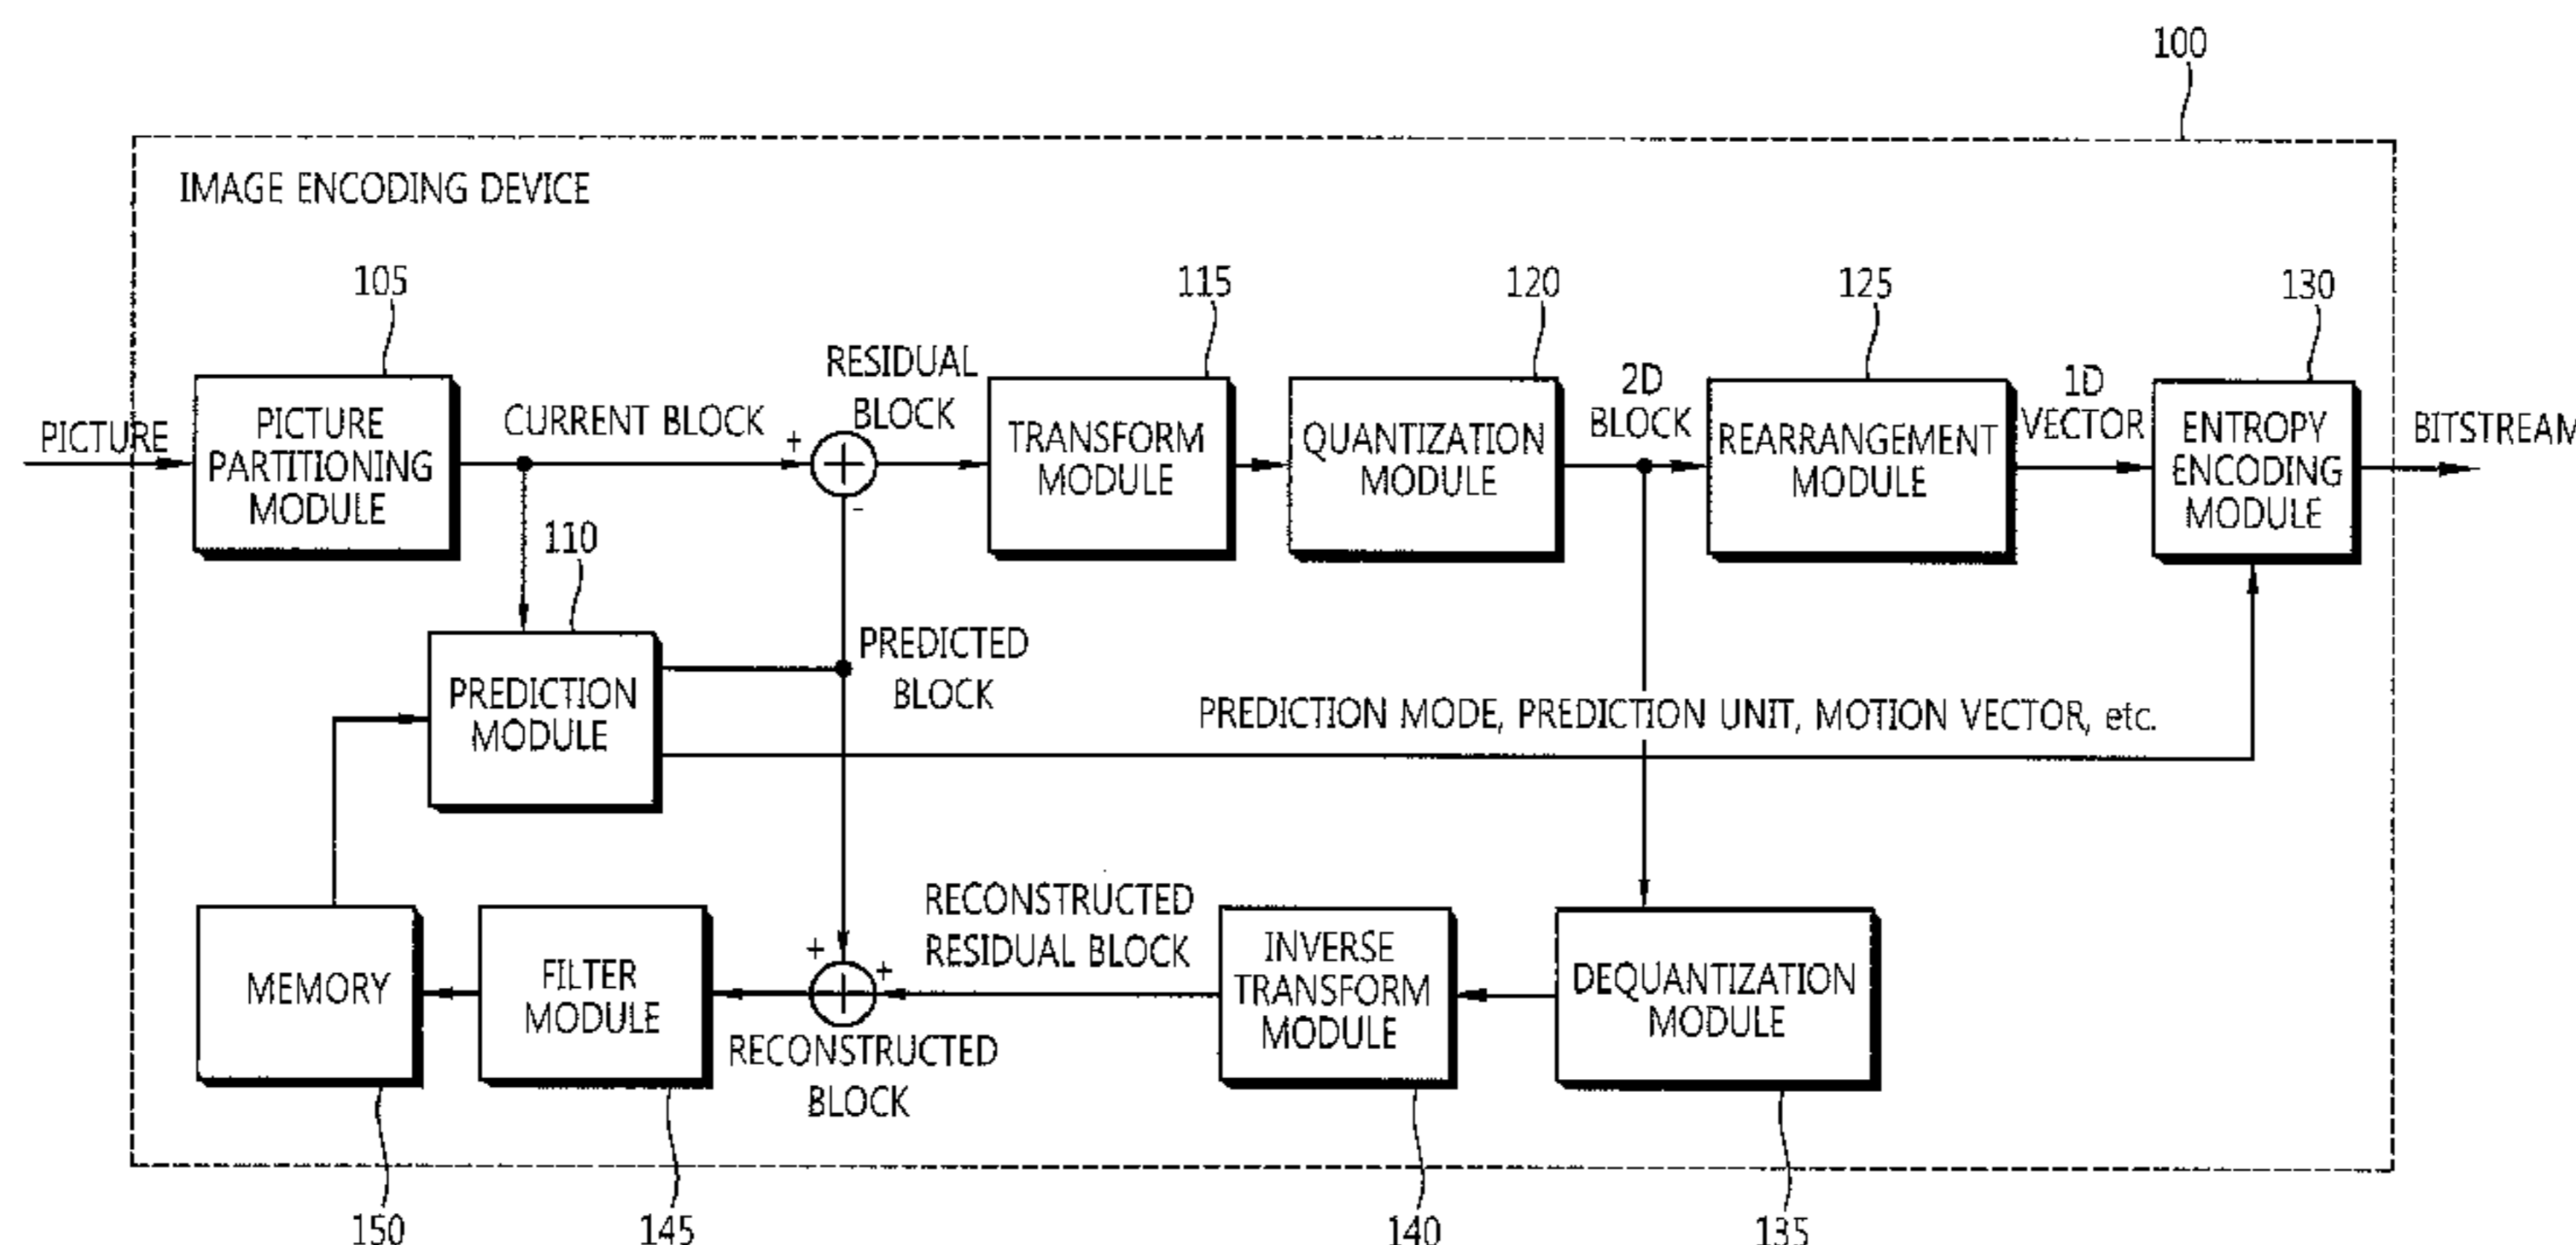 100
IMAGE ENCODING DEVICE
105
115
120
125
130
PICTURE
PICTURE
PARTITIONING
MODULE
CURRENT BLOCK
+
-
RESIDUAL
BLOCK
TRANSFORM
MODULE
QUANTIZATION
MODULE
2D
BLOCK
REARRANGEMENT
MODULE
1D
VECTOR
ENTROPY
ENCODING
MODULE
BITSTREAM
110
PREDICTION
MODULE
PREDICTED
BLOCK
PREDICTION MODE, PREDICTION UNIT, MOTION VECTOR, etc.
MEMORY
FILTER
MODULE
+
+
RECONSTRUCTED
BLOCK
RECONSTRUCTED
RESIDUAL BLOCK
INVERSE
TRANSFORM
MODULE
DEQUANTIZATION
MODULE
150
145
140
135